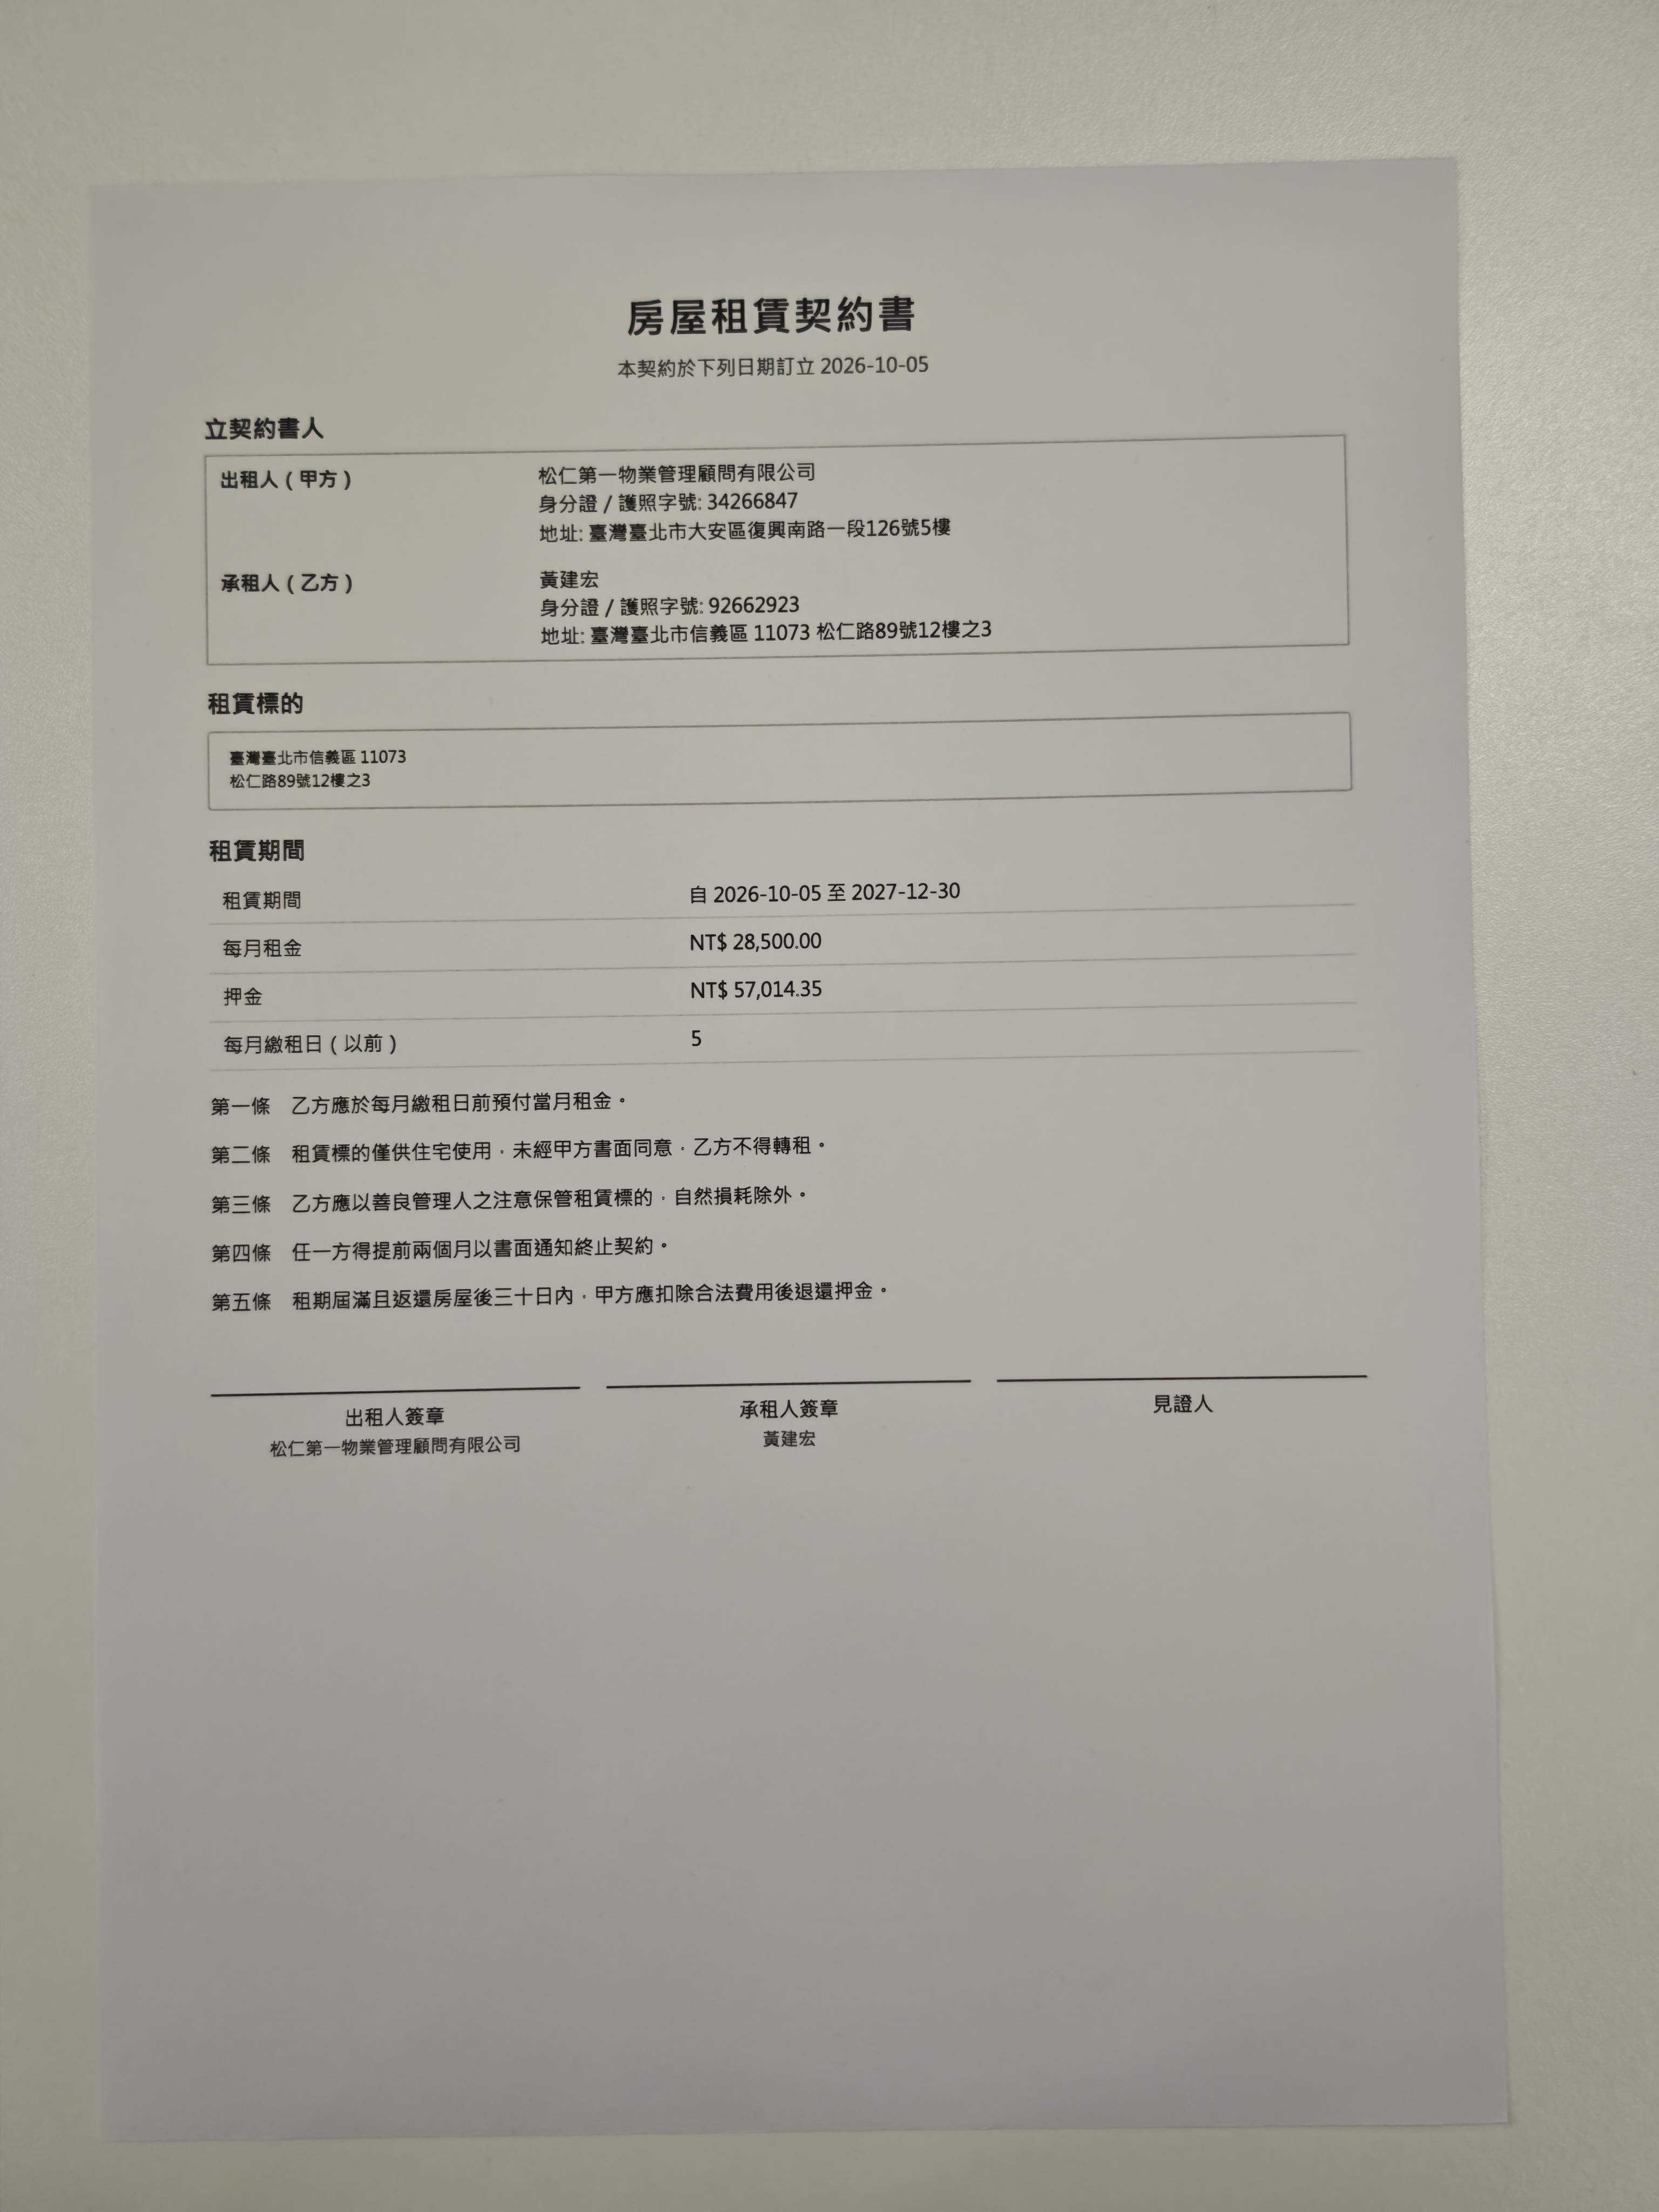 房屋租賃契約書
本契約於下列日期訂立 2026-10-05
立契約書人
出租人 ( 甲方 ) 松仁第一物業管理顧問有限公司
身分證 / 護照字號: 34266847
地址: 臺灣臺北市大安區復興南路一段126號5樓
承租人 ( 乙方 ) 黃建宏
身分證 / 護照字號: 92662923
地址: 臺灣臺北市信義區 11073 松仁路89號12樓之3
租賃標的
臺灣臺北市信義區 11073
松仁路89號12樓之3
租賃期間
租賃期間 自 2026-10-05 至 2027-12-30
每月租金 NT$ 28,500.00
押金 NT$ 57,014.35
每月繳租日 ( 以前 ) 5
第一條 乙方應於每月繳租日前預付當月租金。
第二條 租賃標的僅供住宅使用，未經甲方書面同意，乙方不得轉租。
第三條 乙方應以善良管理人之注意保管租賃標的，自然損耗除外。
第四條 任一方得提前兩個月以書面通知終止契約。
第五條 租期屆滿且返還房屋後三十日內，甲方應扣除合法費用後退還押金。
出租人簽章 承租人簽章 見證人
松仁第一物業管理顧問有限公司 黃建宏